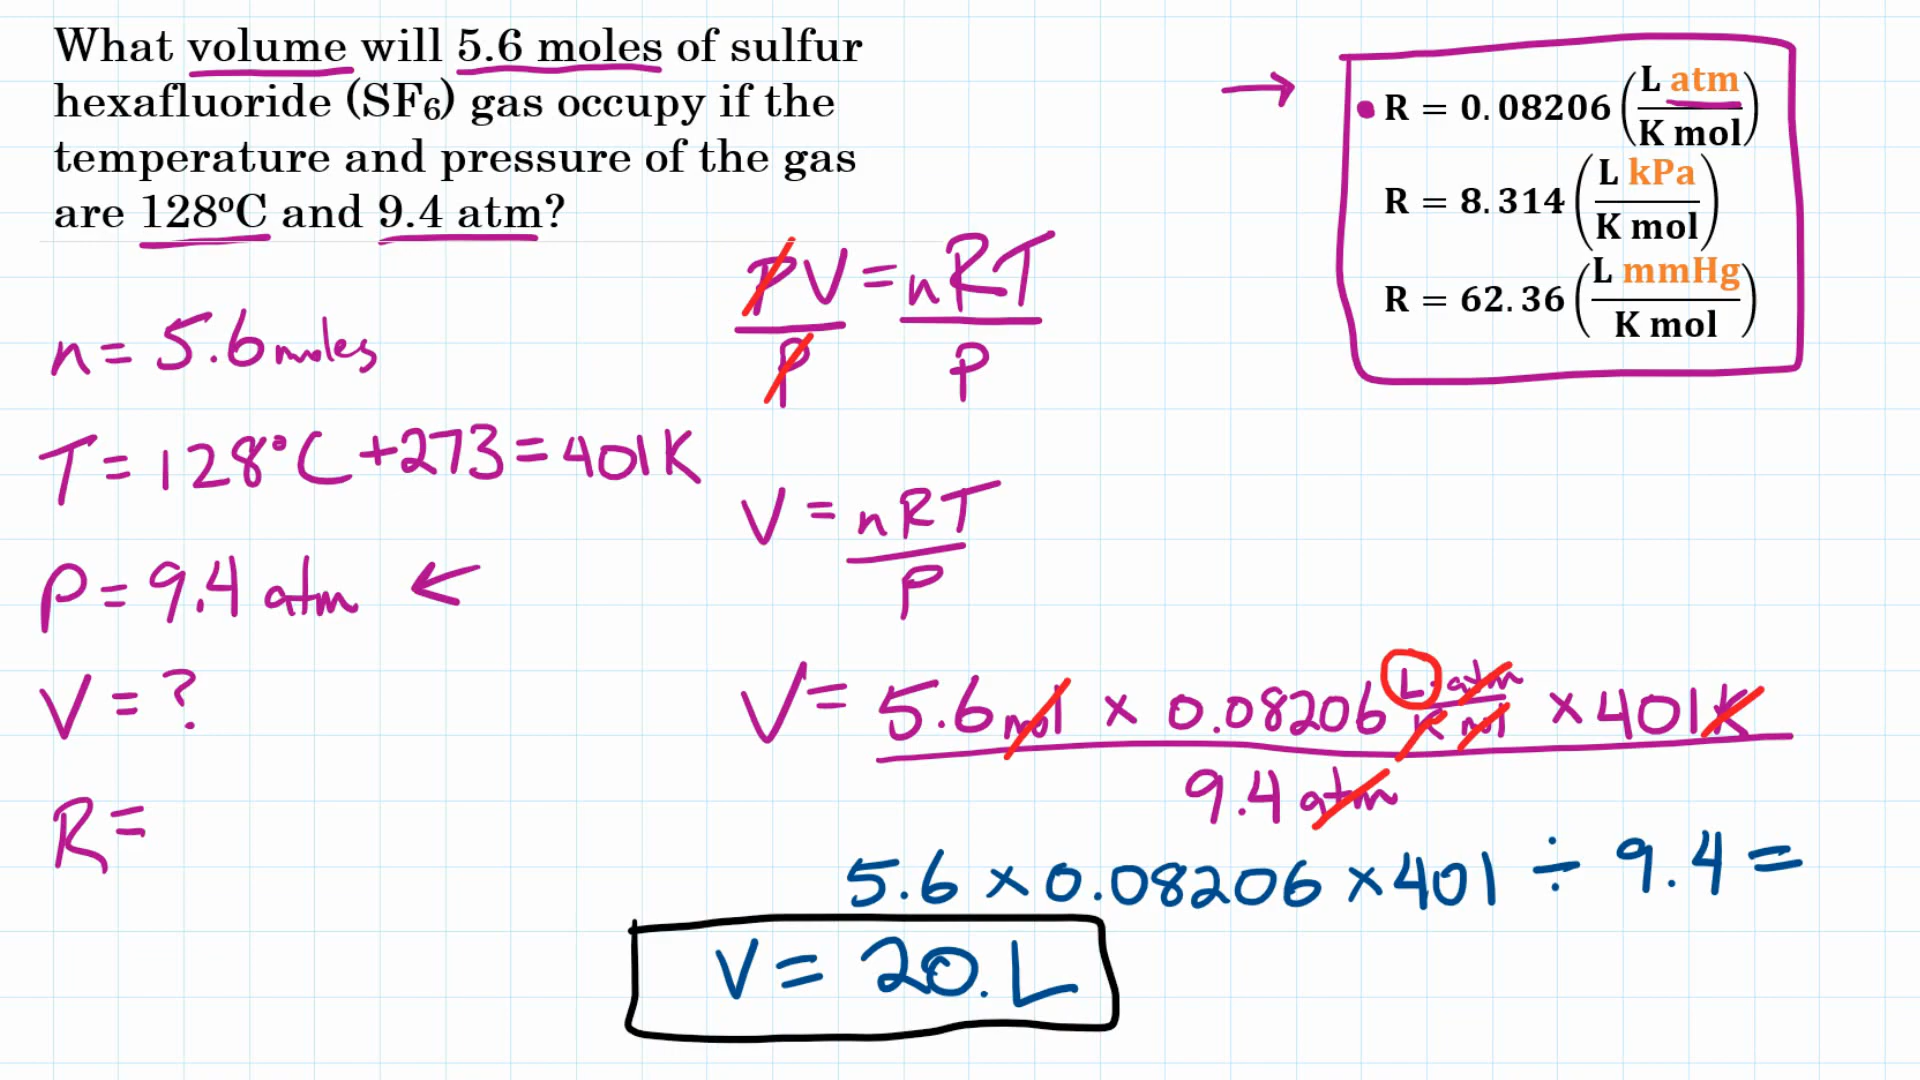 What volume will 5.6 moles of sulfur
hexafluoride (SF₆) gas occupy if the
temperature and pressure of the gas
are 128ºC and 9.4 atm?
→
• R = 0.08206 (L atm / K mol)
R = 8.314 (L kPa / K mol)
R = 62.36 (L mmHg / K mol)
n = 5.6 moles
T = 128°C + 273 = 401K
P = 9.4 atm ←
V = ?
R =
PV / P = nRT / P
V = nRT / P
V = 5.6 mol × 0.08206 L·atm / K mol × 401K
9.4 atm
5.6 × 0.08206 × 401 ÷ 9.4 =
V = 20. L